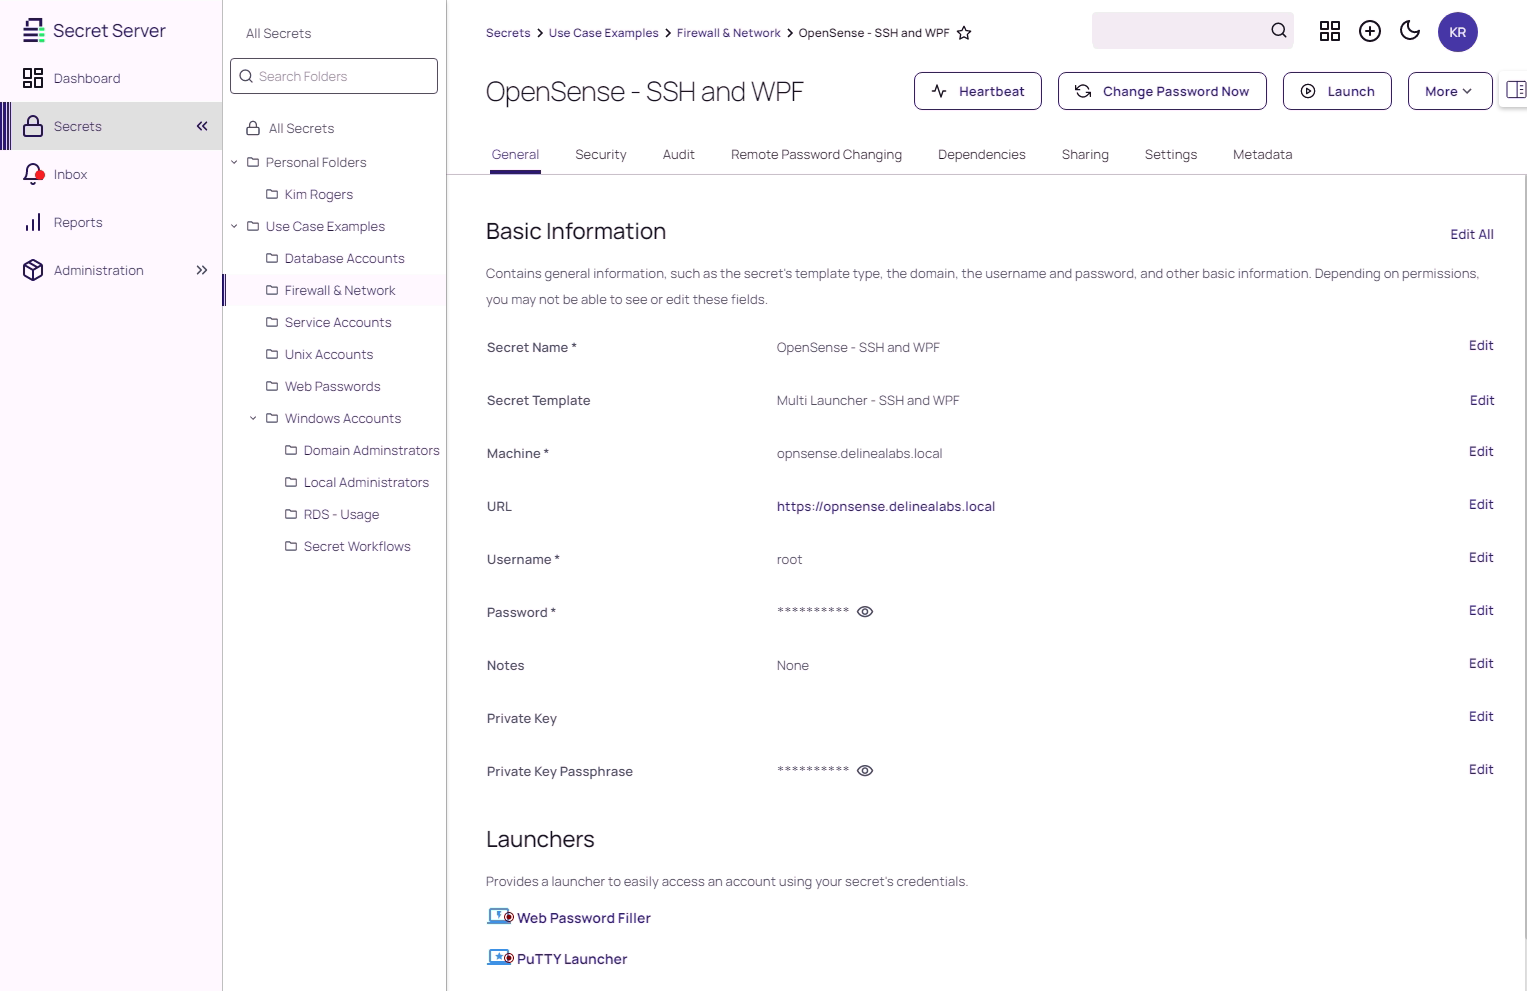 Secret Server
Dashboard
Secrets
Inbox
Reports
Administration
All Secrets
Search Folders
All Secrets
Personal Folders
Kim Rogers
Use Case Examples
Database Accounts
Firewall & Network
Service Accounts
Unix Accounts
Web Passwords
Windows Accounts
Domain Adminstrators
Local Administrators
RDS - Usage
Secret Workflows
Secrets > Use Case Examples > Firewall & Network > OpenSense - SSH and WPF
KR
OpenSense - SSH and WPF
Heartbeat
Change Password Now
Launch
More
General Security Audit Remote Password Changing Dependencies Sharing Settings Metadata
Basic Information
Edit All
Contains general information, such as the secret's template type, the domain, the username and password, and other basic information. Depending on permissions,
you may not be able to see or edit these fields.
Secret Name * OpenSense - SSH and WPF Edit
Secret Template Multi Launcher - SSH and WPF Edit
Machine * opnsense.delinealabs.local Edit
URL https://opnsense.delinealabs.local Edit
Username * root Edit
Password * ********** Edit
Notes None Edit
Private Key Edit
Private Key Passphrase ********** Edit
Launchers
Provides a launcher to easily access an account using your secret's credentials.
Web Password Filler
PuTTY Launcher